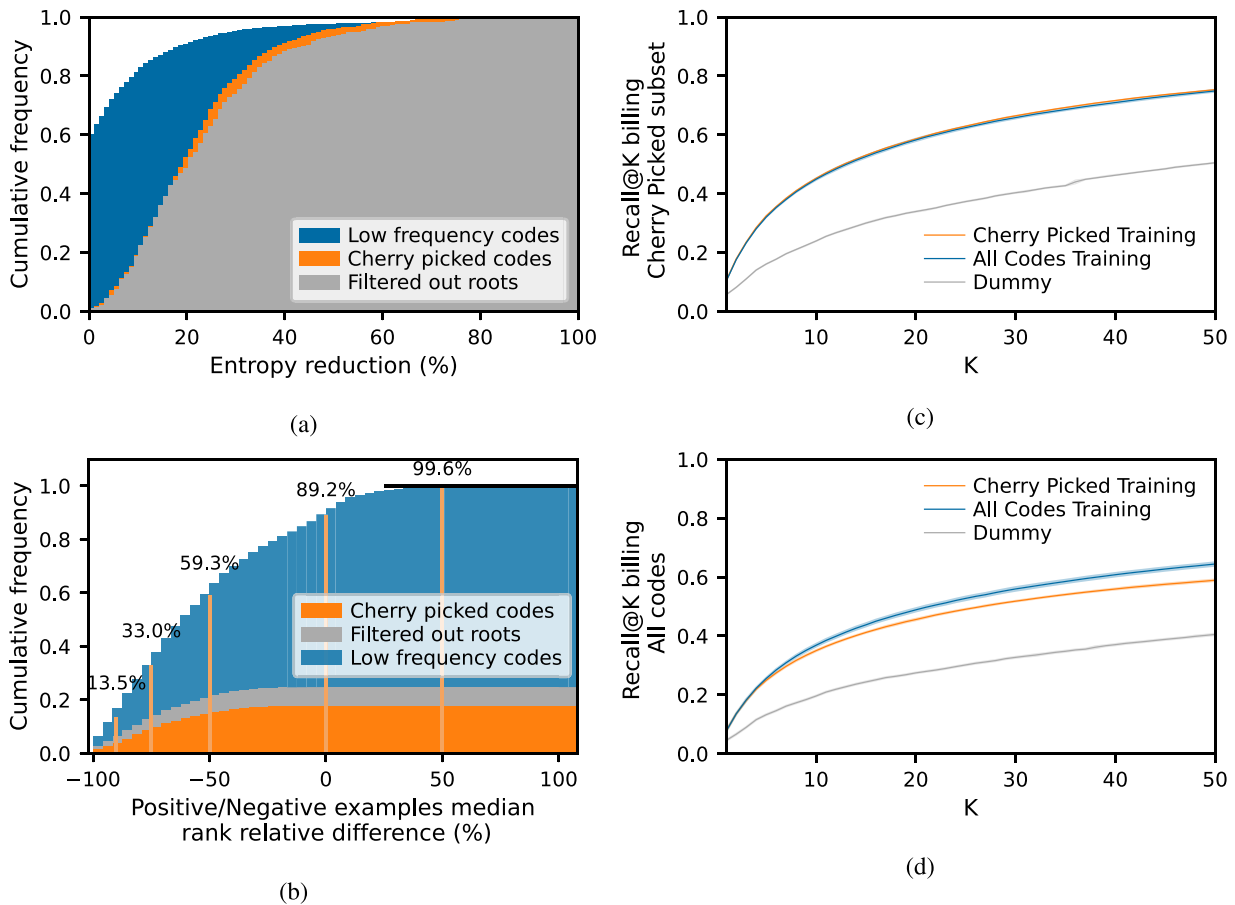 1.0
0.8
0.6
0.4
0.2
0.0
Cumulative frequency
Low frequency codes
Cherry picked codes
Filtered out roots
0 20 40 60 80 100
Entropy reduction (%)
(a)
1.0
0.8
0.6
0.4
0.2
0.0
Recall@K billing
Cherry Picked subset
Cherry Picked Training
All Codes Training
Dummy
10 20 30 40 50
K
(c)
1.0
0.8
0.6
0.4
0.2
0.0
Cumulative frequency
13.5%
33.0%
59.3%
89.2%
99.6%
Cherry picked codes
Filtered out roots
Low frequency codes
−100 −50 0 50 100
Positive/Negative examples median
rank relative difference (%)
(b)
1.0
0.8
0.6
0.4
0.2
0.0
Recall@K billing
All codes
Cherry Picked Training
All Codes Training
Dummy
10 20 30 40 50
K
(d)